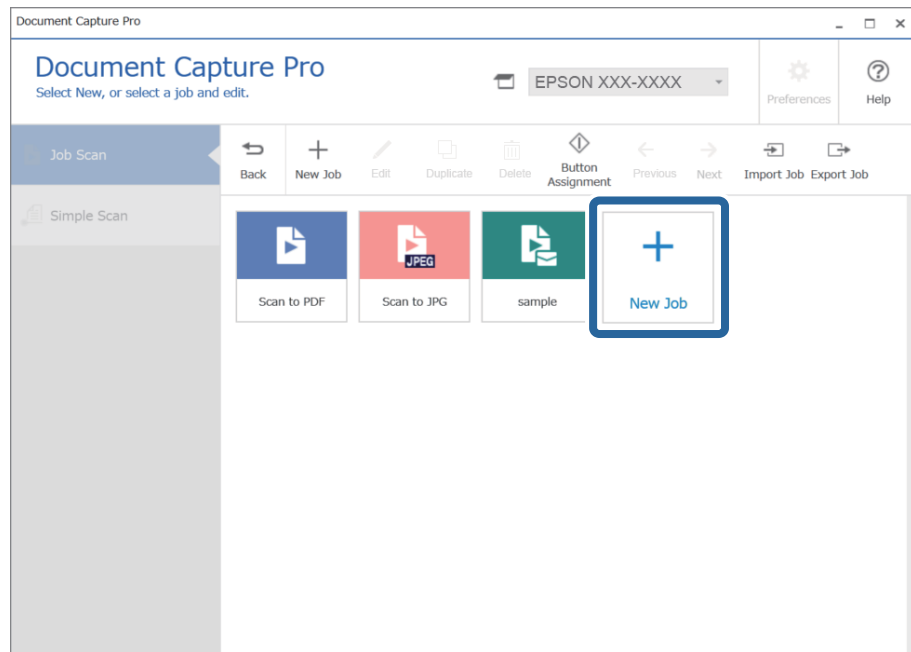 Document Capture Pro
Document Capture Pro
Select New, or select a job and edit.
EPSON XXX-XXXX
Preferences
Help
Job Scan
Simple Scan
Back
New Job
Edit
Duplicate
Delete
Button
Assignment
Previous
Next
Import Job
Export Job
JPEG
Scan to PDF
Scan to JPG
sample
New Job